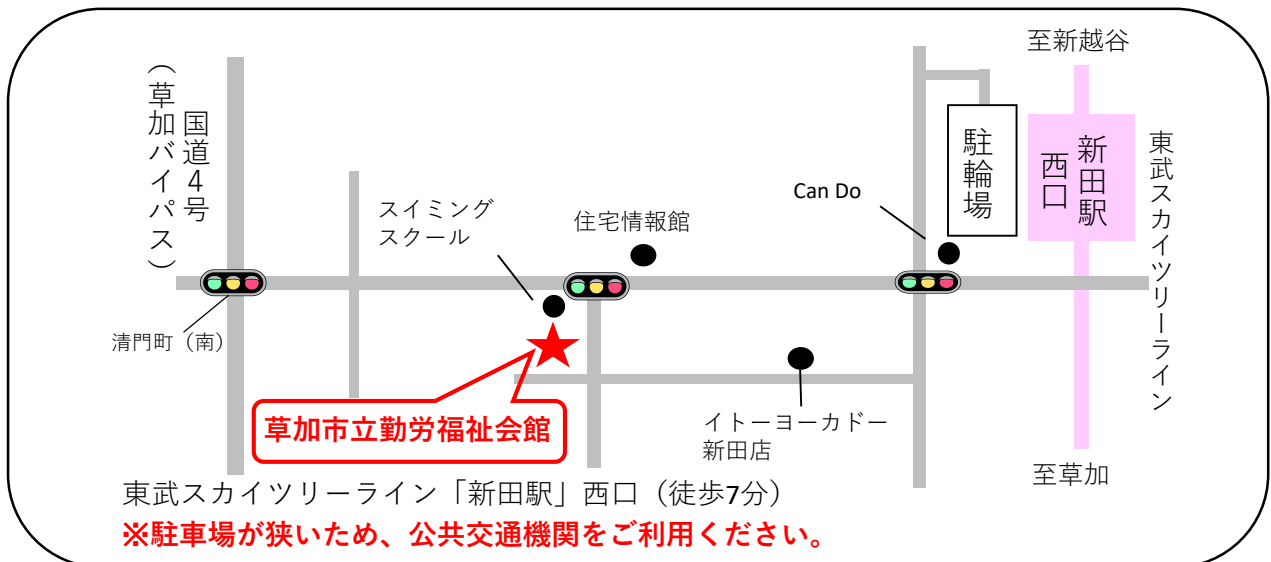 至新越谷
国道4号
（草加バイパス）
スイミング
スクール
住宅情報館
Can Do
駐輪場
新田駅
西口
東武スカイツリーライン
清門町（南）
草加市立勤労福祉会館
イトーヨーカドー
新田店
至草加
東武スカイツリーライン「新田駅」西口（徒歩7分）
※駐車場が狭いため、公共交通機関をご利用ください。